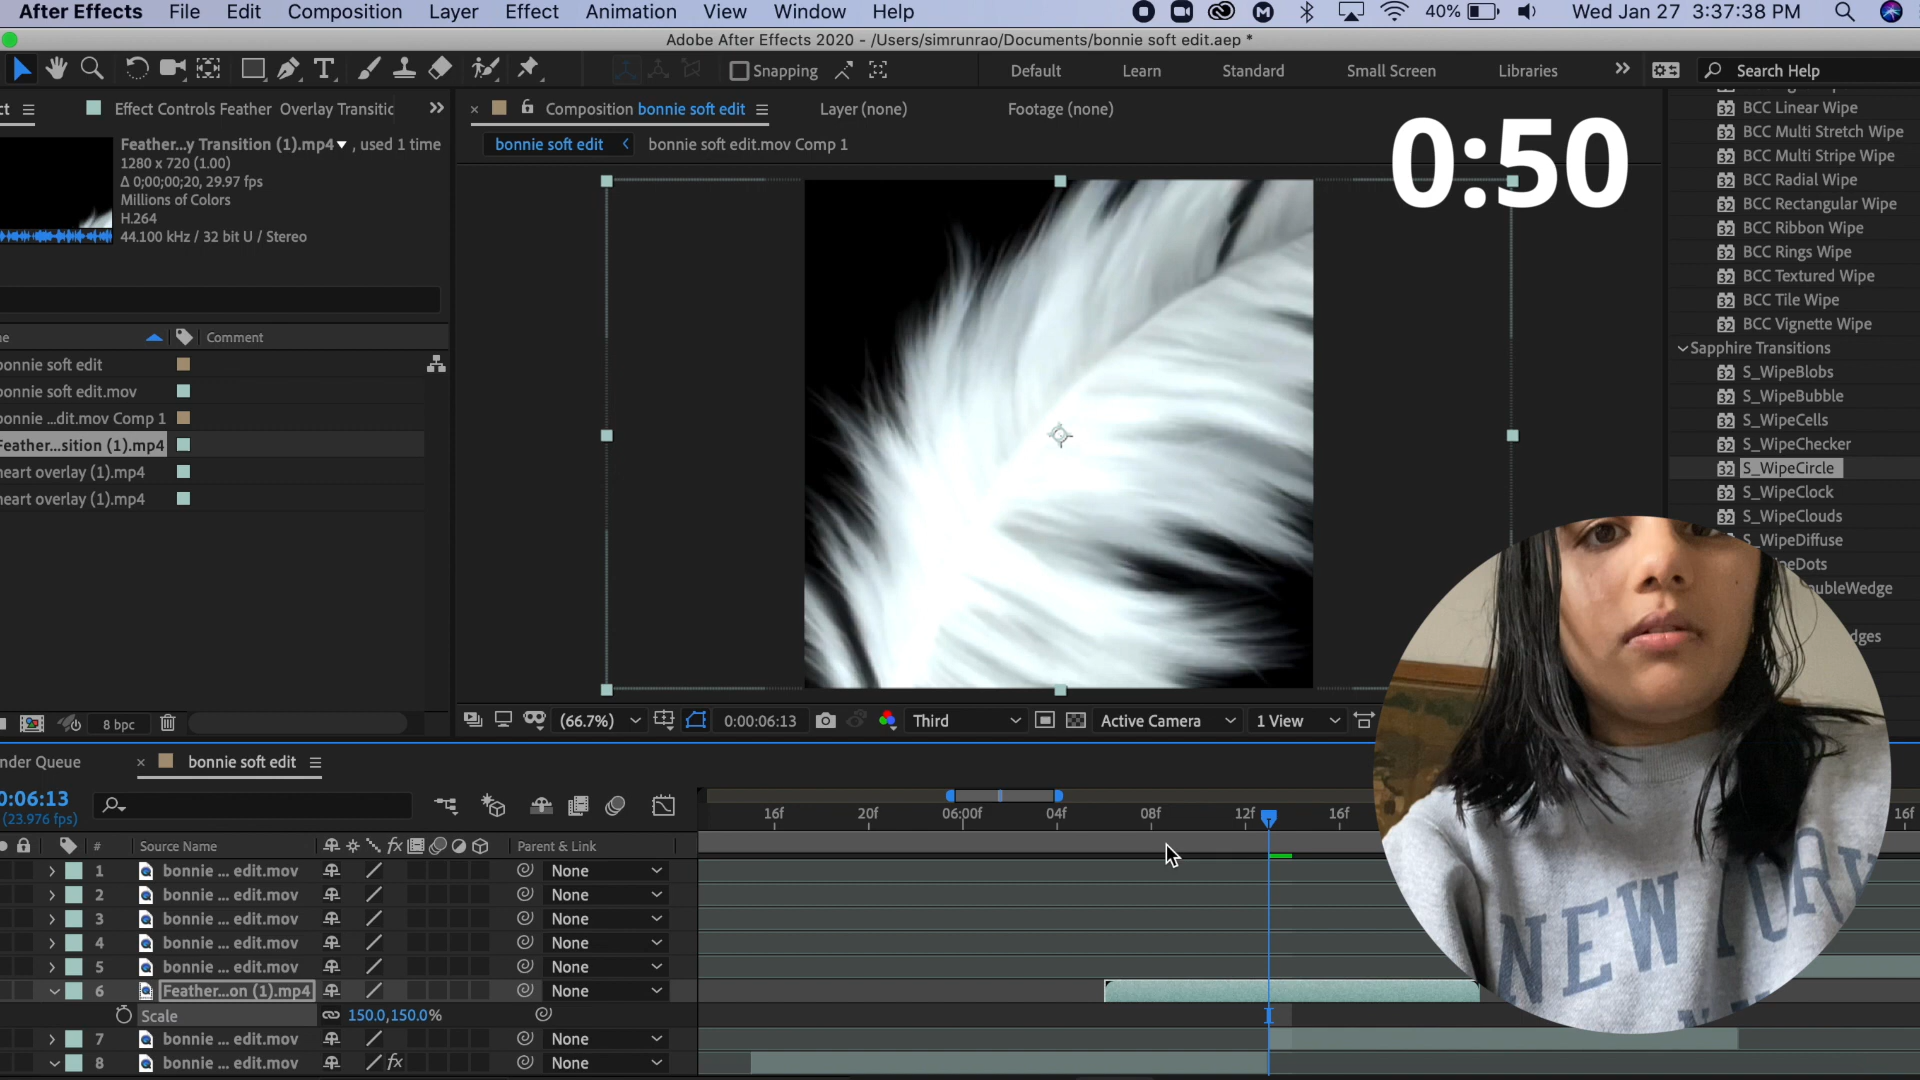 After Effects File Edit Composition Layer Effect Animation View Window Help 40% Wed Jan 27 3:37:38 PM
Adobe After Effects 2020 - /Users/simrunrao/Documents/bonnie soft edit.aep *
Snapping Default Learn Standard Small Screen Libraries Search Help
Effect Controls Feather Overlay Transitic
Composition bonnie soft edit Layer (none) Footage (none)
bonnie soft edit bonnie soft edit.mov Comp 1
Feather...y Transition (1).mp4 , used 1 time
1280 x 720 (1.00)
Δ 0;00;00;20, 29.97 fps
Millions of Colors
H.264
44.100 kHz / 32 bit U / Stereo
0:50
BCC Linear Wipe
BCC Multi Stretch Wipe
BCC Multi Stripe Wipe
BCC Radial Wipe
BCC Rectangular Wipe
BCC Ribbon Wipe
BCC Rings Wipe
BCC Textured Wipe
BCC Tile Wipe
BCC Vignette Wipe
Sapphire Transitions
S_WipeBlobs
S_WipeBubble
S_WipeCells
S_WipeChecker
S_WipeCircle
S_WipeClock
S_WipeClouds
S_WipeDiffuse
ipeDots
oubleWedge
dges
Comment
bonnie soft edit
bonnie soft edit.mov
bonnie ...dit.mov Comp 1
Feather...sition (1).mp4
heart overlay (1).mp4
heart overlay (1).mp4
8 bpc
(66.7%) 0:00:06:13 Third Active Camera 1 View
nder Queue bonnie soft edit
0:06:13
(23.976 fps)
16f 20f 06:00f 04f 08f 12f 16f 16f
# Source Name fx Parent & Link
1 bonnie ... edit.mov None
2 bonnie ... edit.mov None
3 bonnie ... edit.mov None
4 bonnie ... edit.mov None
5 bonnie ... edit.mov None
6 Feather...on (1).mp4 None
Scale 150.0,150.0%
7 bonnie ... edit.mov None
8 bonnie ... edit.mov fx None
NEW YORK